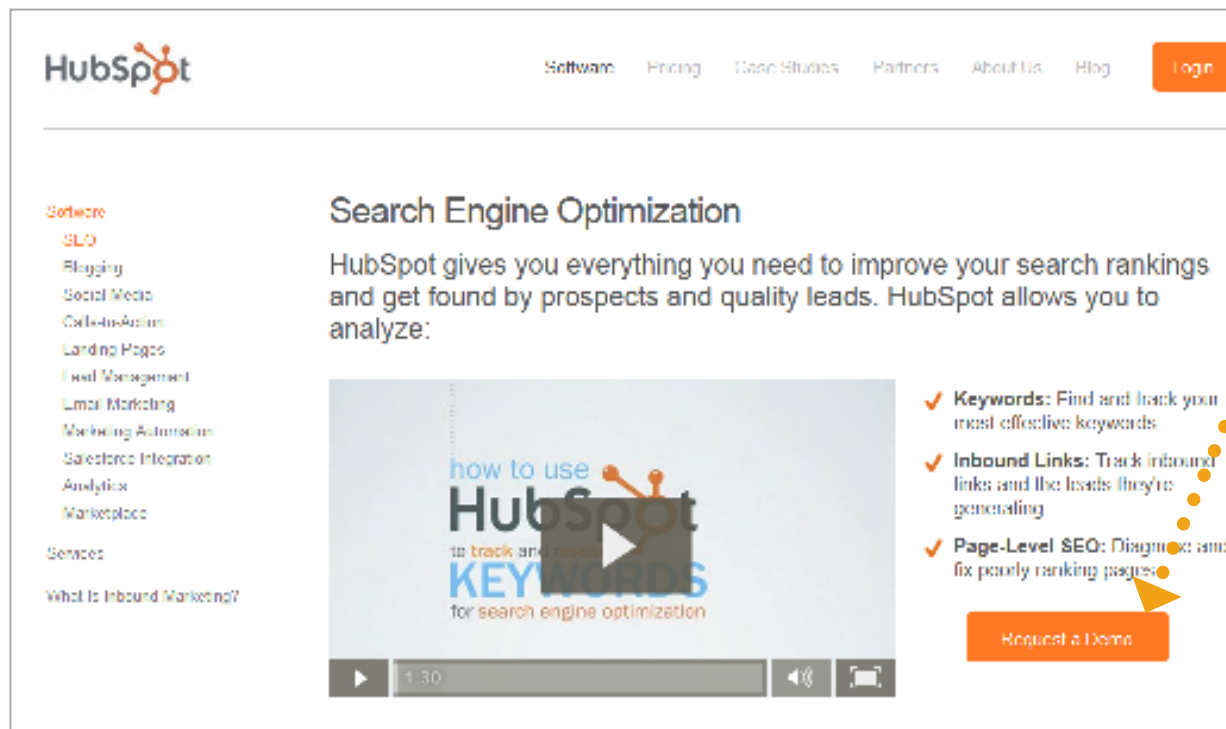 HubSpot
Software Pricing Case Studies Partners About Us Blog Login
Software
SEO
Blogging
Social Media
Calls-to-Action
Landing Pages
Lead Management
Email Marketing
Marketing Automation
Salesforce Integration
Analytics
Marketplace
Services
What Is Inbound Marketing?
Search Engine Optimization
HubSpot gives you everything you need to improve your search rankings
and get found by prospects and quality leads. HubSpot allows you to
analyze:
how to use
HubSpot
to track and research
KEYWORDS
for search engine optimization
1:30
Keywords: Find and track your
most effective keywords
Inbound Links: Track inbound
links and the leads they're
generating
Page-Level SEO: Diagnose and
fix poorly ranking pages
Request a Demo